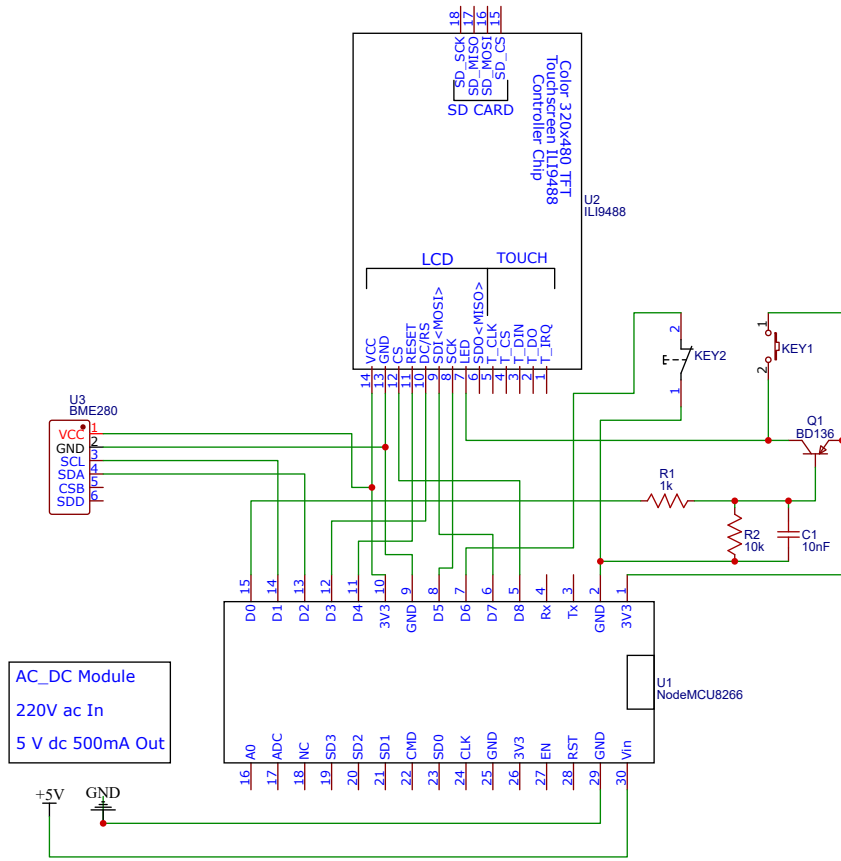 18
17
16
15
SD_SCK
SD_MISO
SD_MOSI
SD_CS
SD CARD
Color 320x480 TFT
Touchscreen ILI9488
Controller Chip
U2
ILI9488
LCD
TOUCH
VCC
GND
CS
RESET
DC/RS
SDI<MOSI>
SCK
LED
SDO<MISO>
T_CLK
T_CS
T_DIN
T_DO
T_IRQ
14
13
12
11
10
9
8
7
6
5
4
3
2
1
2
KEY2
1
1
KEY1
2
U3
BME280
VCC 1
GND 2
SCL 3
SDA 4
CSB 5
SDD 6
Q1
BD136
R1
1k
R2
10k
C1
10nF
15
14
13
12
11
10
9
8
7
6
5
4
3
2
1
D0
D1
D2
D3
D4
3V3
GND
D5
D6
D7
D8
Rx
Tx
GND
3V3
U1
NodeMCU8266
AC_DC Module
220V ac In
5 V dc 500mA Out
A0
ADC
NC
SD3
SD2
SD1
CMD
SD0
CLK
GND
3V3
EN
RST
GND
Vin
16
17
18
19
20
21
22
23
24
25
26
27
28
29
30
+5V
GND